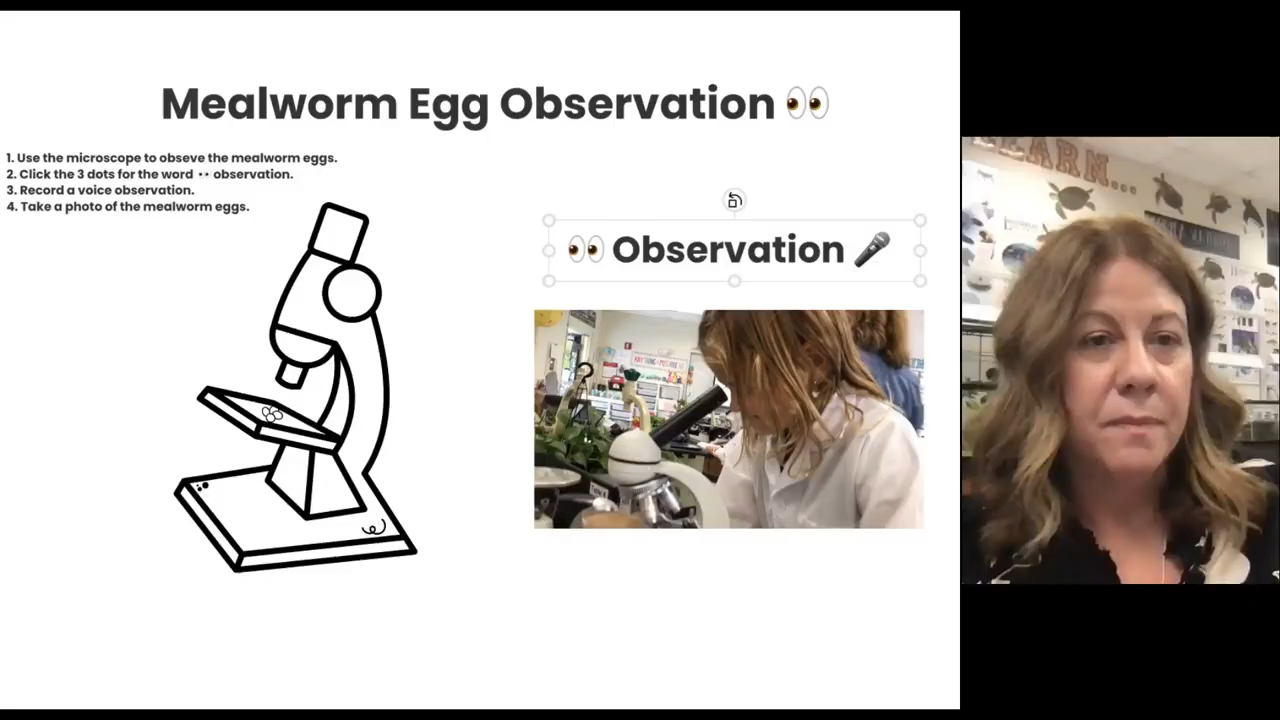 Mealworm Egg Observation 👀
1. Use the microscope to obseve the mealworm eggs.
2. Click the 3 dots for the word 👀 observation.
3. Record a voice observation.
4. Take a photo of the mealworm eggs.
👀 Observation 🎤
EARN...